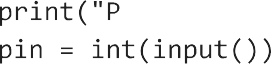 print("P
pin = int(input())